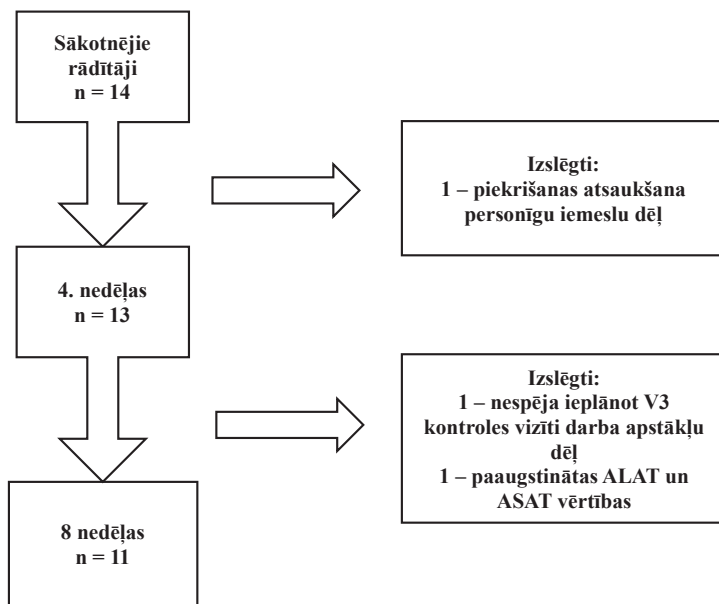 Sākotnējie
rādītāji
n = 14
Izslēgti:
1 – piekrišanas atsaukšana
personīgu iemeslu dēļ
4. nedēļas
n = 13
Izslēgti:
1 – nespēja ieplānot V3
kontroles vizīti darba apstākļu
dēļ
1 – paaugstinātas ALAT un
ASAT vērtības
8 nedēļas
n = 11